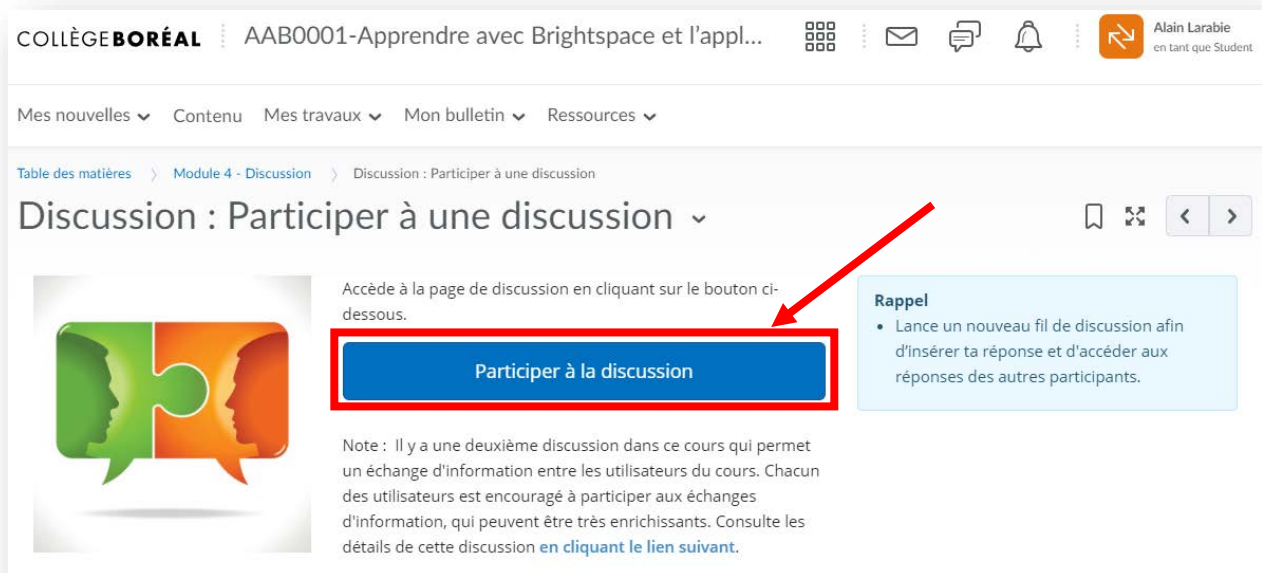 COLLÈGEBORÉAL
AAB0001-Apprendre avec Brightspace et l'appl...
Alain Larabie
en tant que Student
Mes nouvelles
Contenu
Mes travaux
Mon bulletin
Ressources
Table des matières
Module 4 - Discussion
Discussion : Participer à une discussion
Discussion : Participer à une discussion
Accède à la page de discussion en cliquant sur le bouton ci-
dessous.
Participer à la discussion
Note : Il y a une deuxième discussion dans ce cours qui permet
un échange d'information entre les utilisateurs du cours. Chacun
des utilisateurs est encouragé à participer aux échanges
d'information, qui peuvent être très enrichissants. Consulte les
détails de cette discussion en cliquant le lien suivant.
Rappel
• Lance un nouveau fil de discussion afin
d'insérer ta réponse et d'accéder aux
réponses des autres participants.